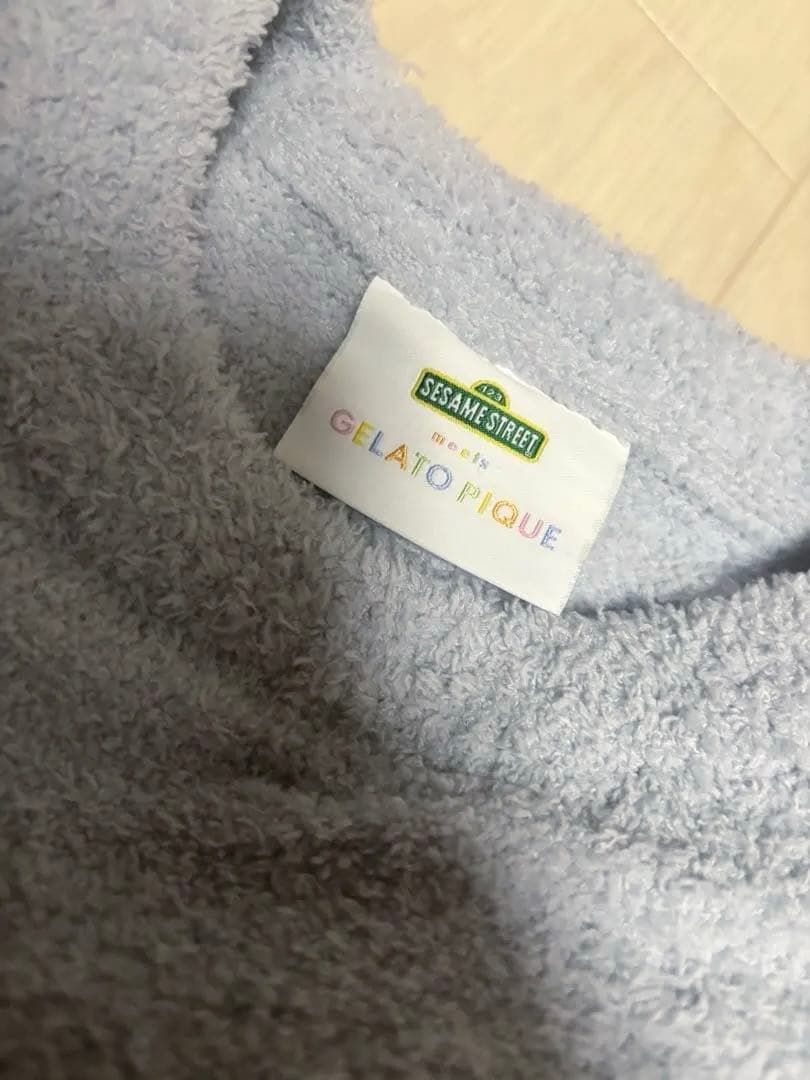 123
SESAME STREET
meets
GELATO PIQUE